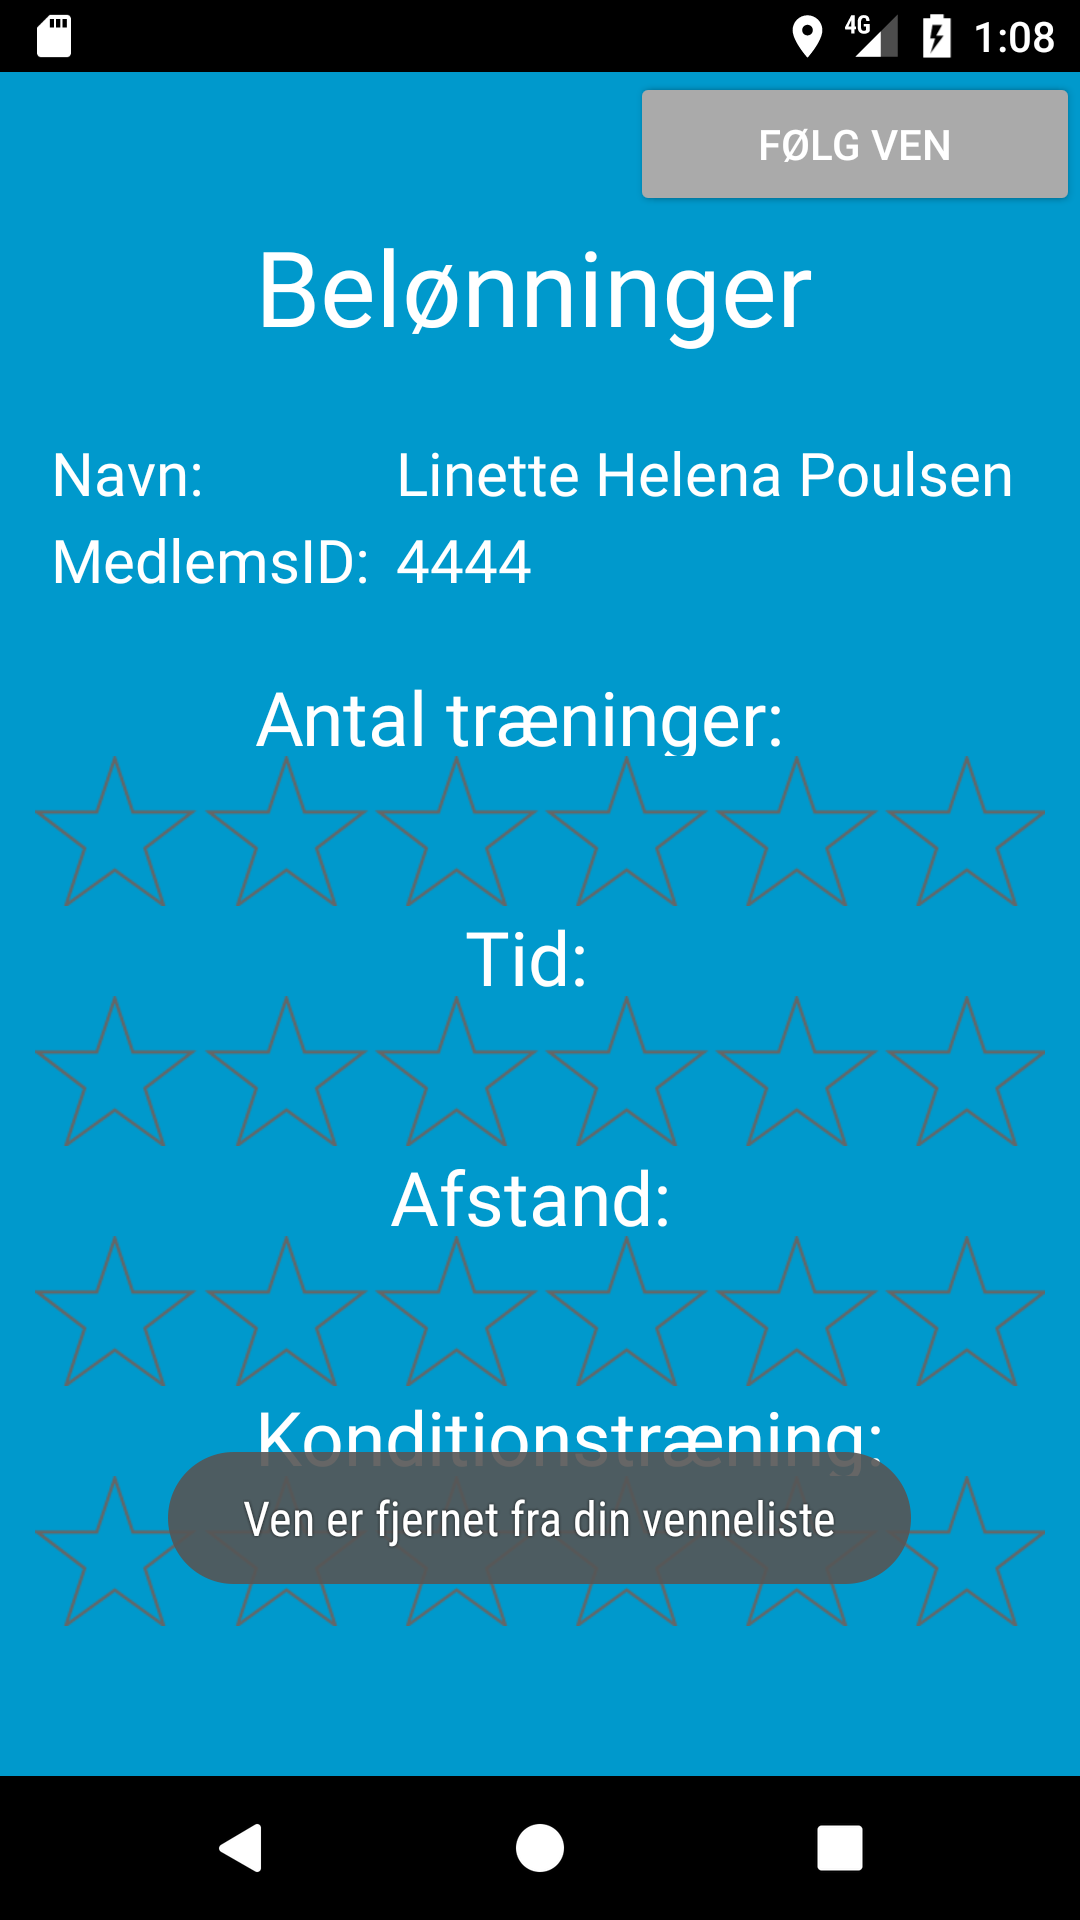 4G 1:08
FØLG VEN
Belønninger
Navn: Linette Helena Poulsen
MedlemsID: 4444
Antal træninger:
Tid:
Afstand:
Konditionstræning:
Ven er fjernet fra din venneliste